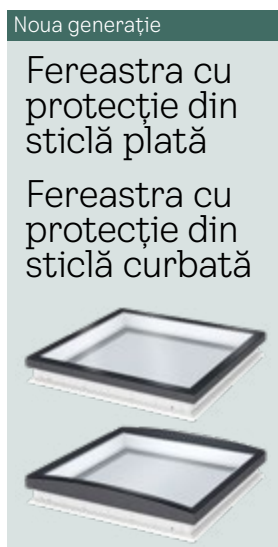 Noua generație
Fereastra cu
protecție din
sticlă plată
Fereastra cu
protecție din
sticlă curbată